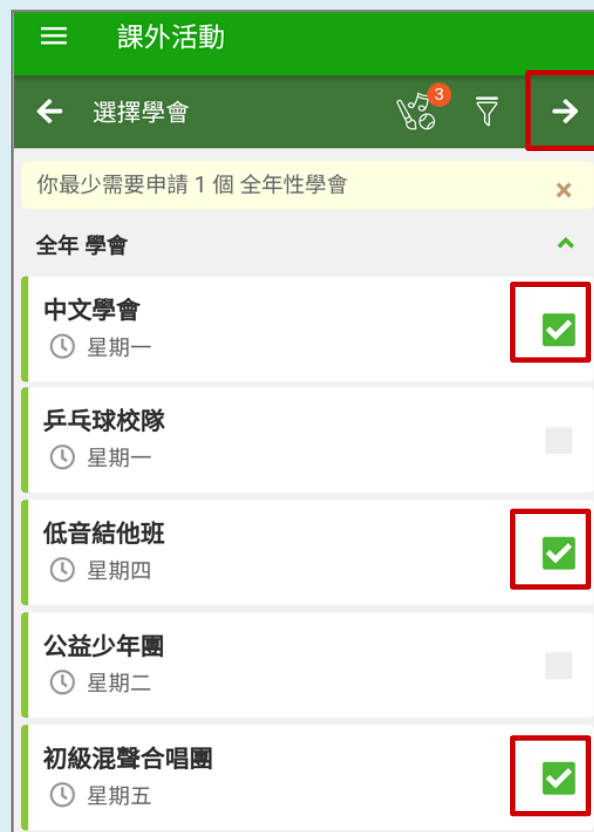 課外活動
選擇學會
3
你最少需要申請 1 個 全年性學會
全年 學會
中文學會
星期一
乒乓球校隊
星期一
低音結他班
星期四
公益少年團
星期二
初級混聲合唱團
星期五